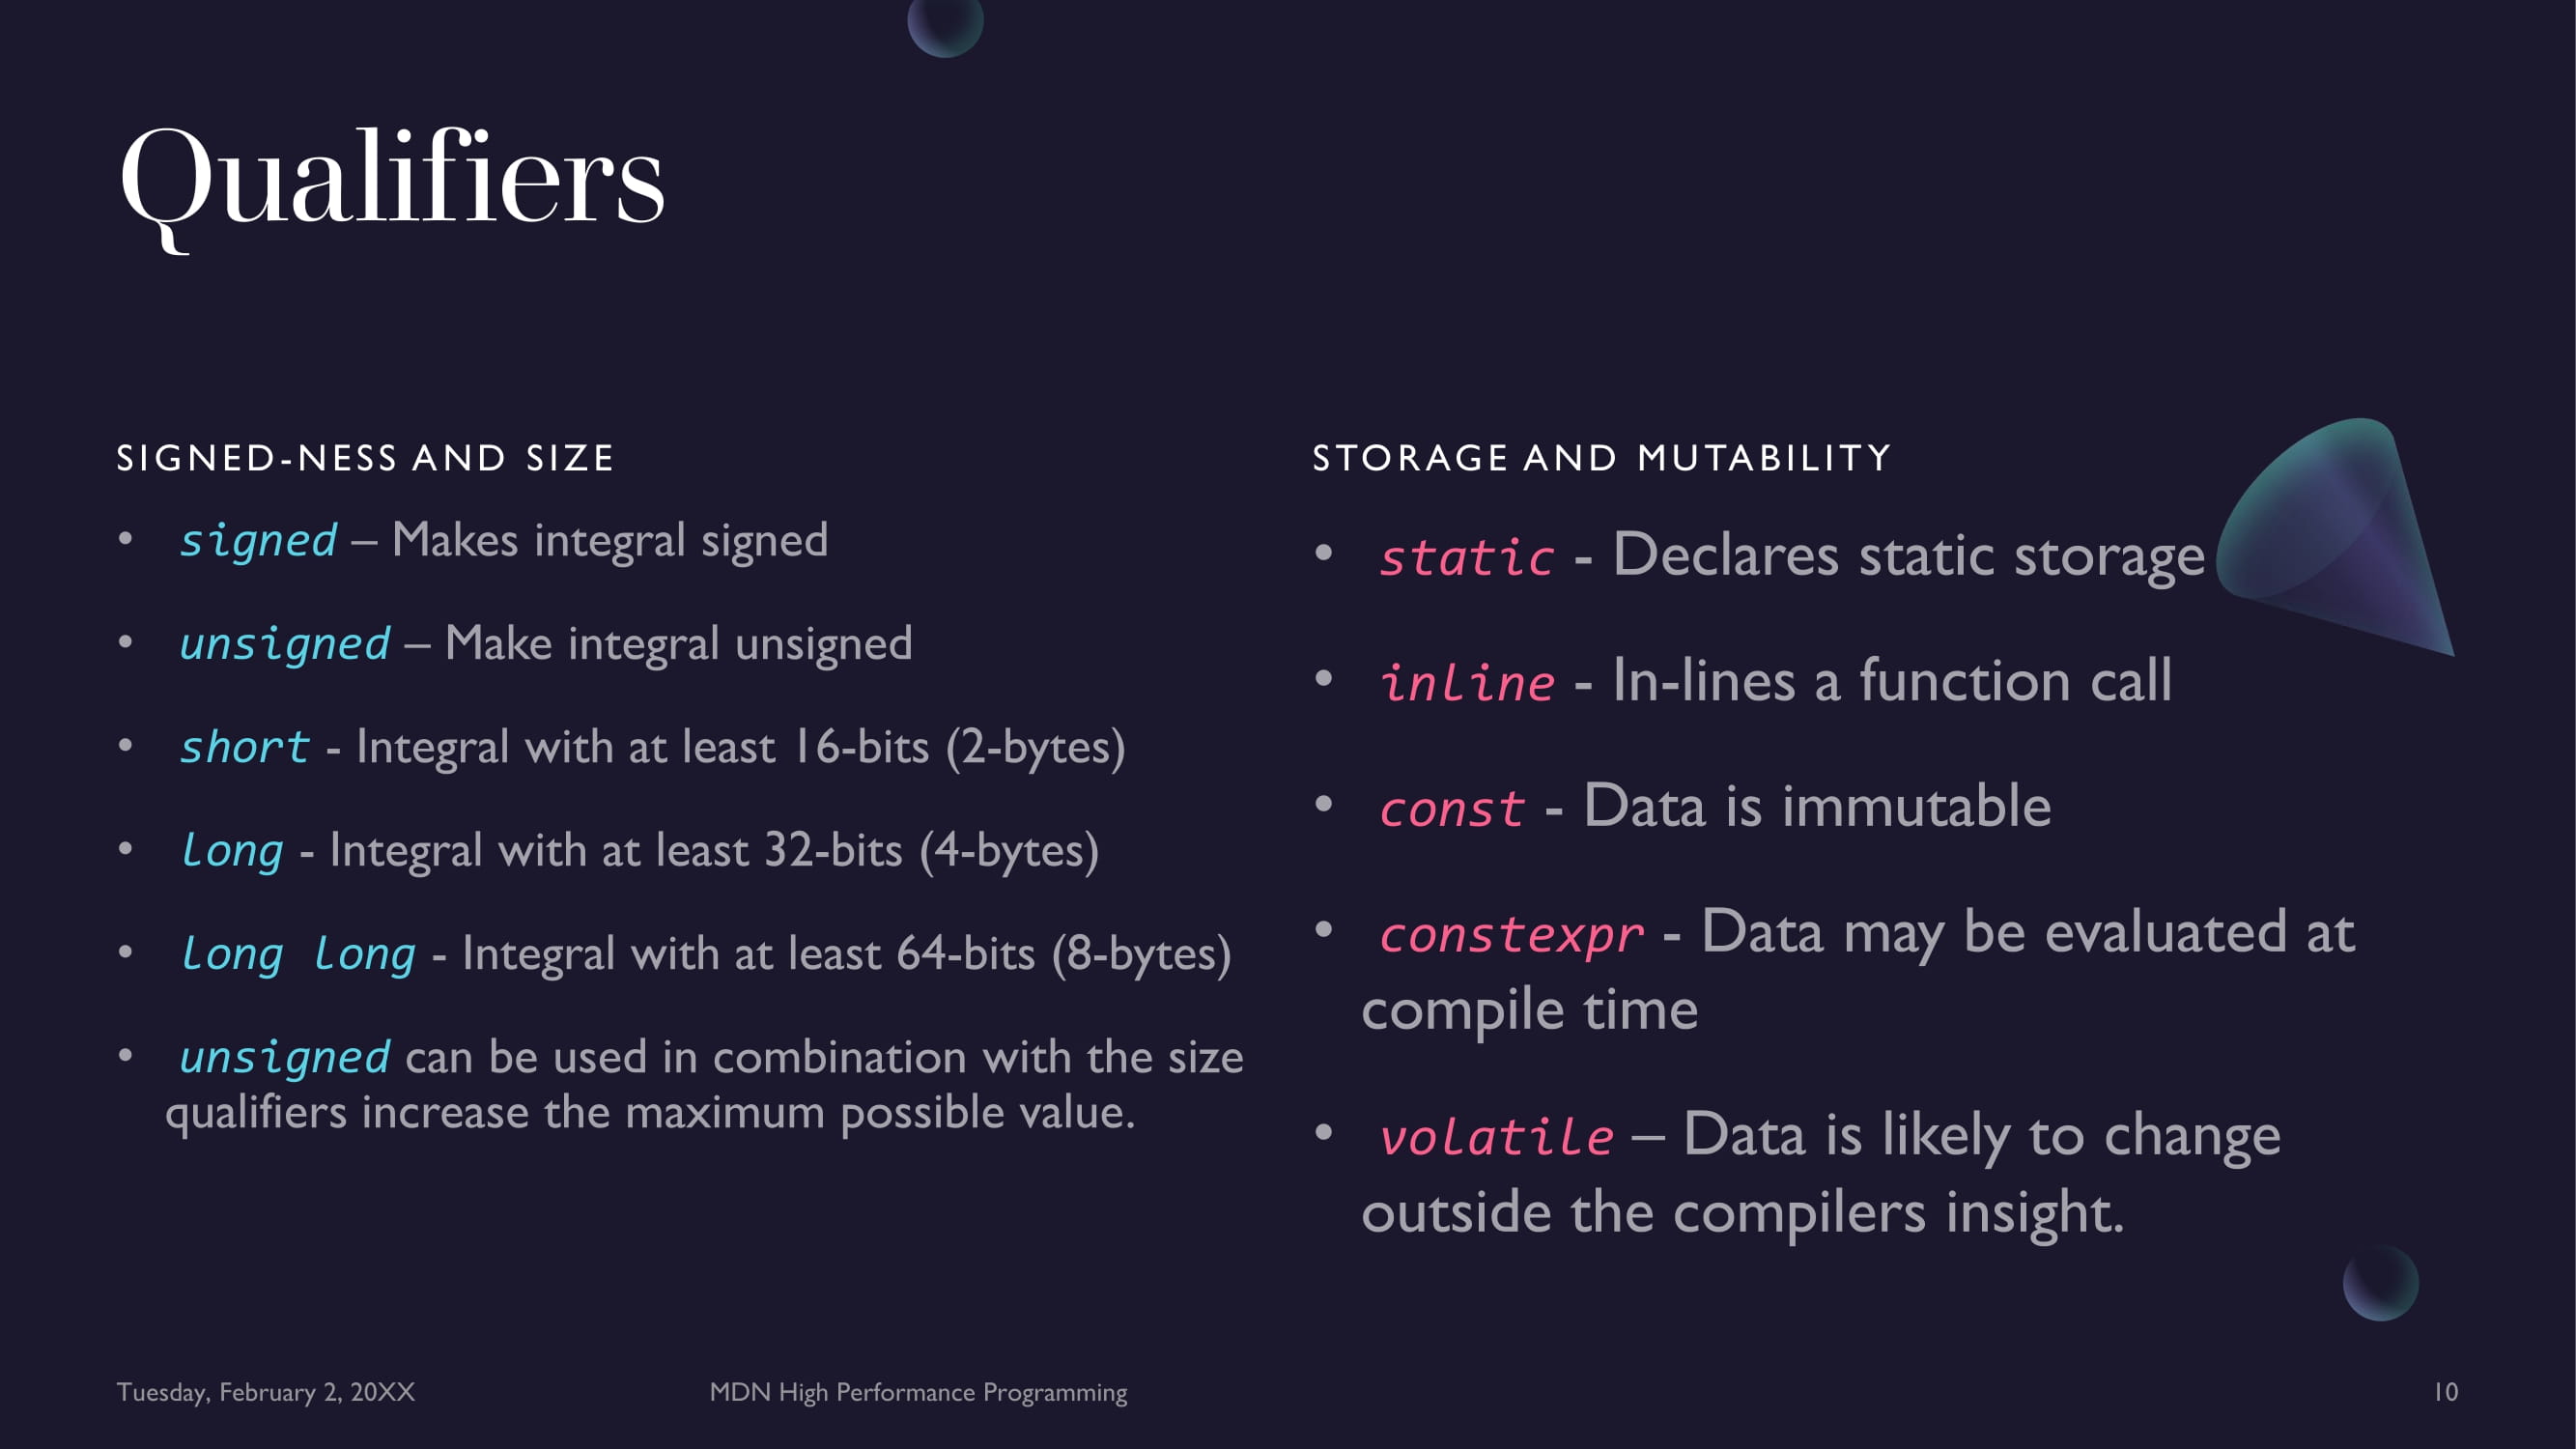 Qualifiers
SIGNED-NESS AND SIZE
• signed – Makes integral signed
• unsigned – Make integral unsigned
• short - Integral with at least 16-bits (2-bytes)
• long - Integral with at least 32-bits (4-bytes)
• long long - Integral with at least 64-bits (8-bytes)
• unsigned can be used in combination with the size
qualifiers increase the maximum possible value.
STORAGE AND MUTABILITY
• static - Declares static storage
• inline - In-lines a function call
• const - Data is immutable
• constexpr - Data may be evaluated at
compile time
• volatile – Data is likely to change
outside the compilers insight.
Tuesday, February 2, 20XX
MDN High Performance Programming
10